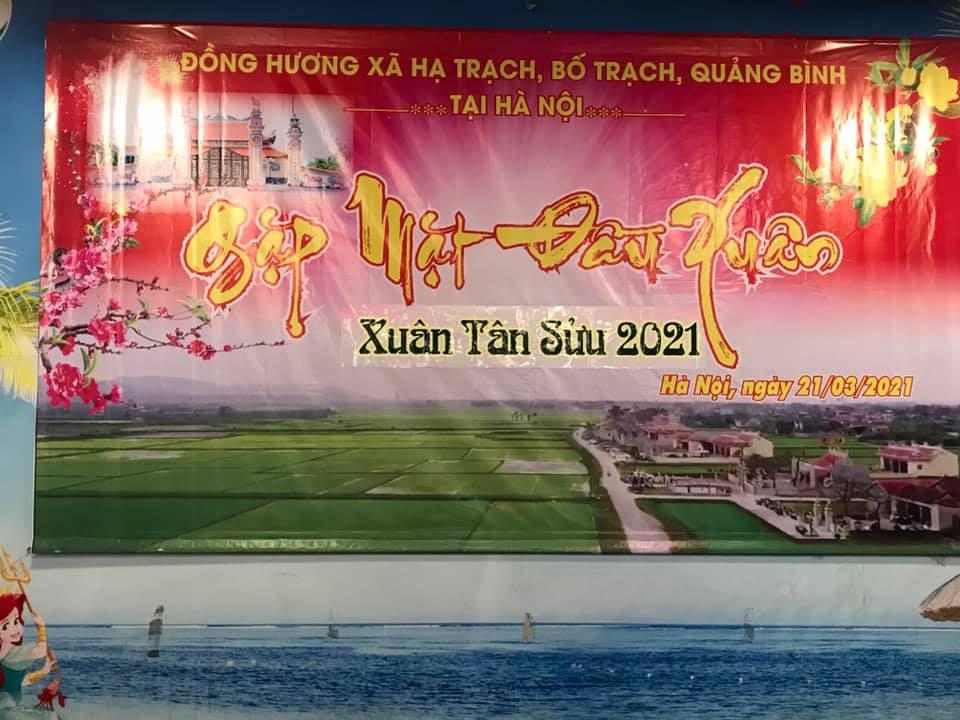 ĐỒNG HƯƠNG XÃ HẠ TRẠCH, BỐ TRẠCH, QUẢNG BÌNH
***TẠI HÀ NỘI***
Gặp Mặt Đầu Xuân
Xuân Tân Sửu 2021
Hà Nội, ngày 21/03/2021